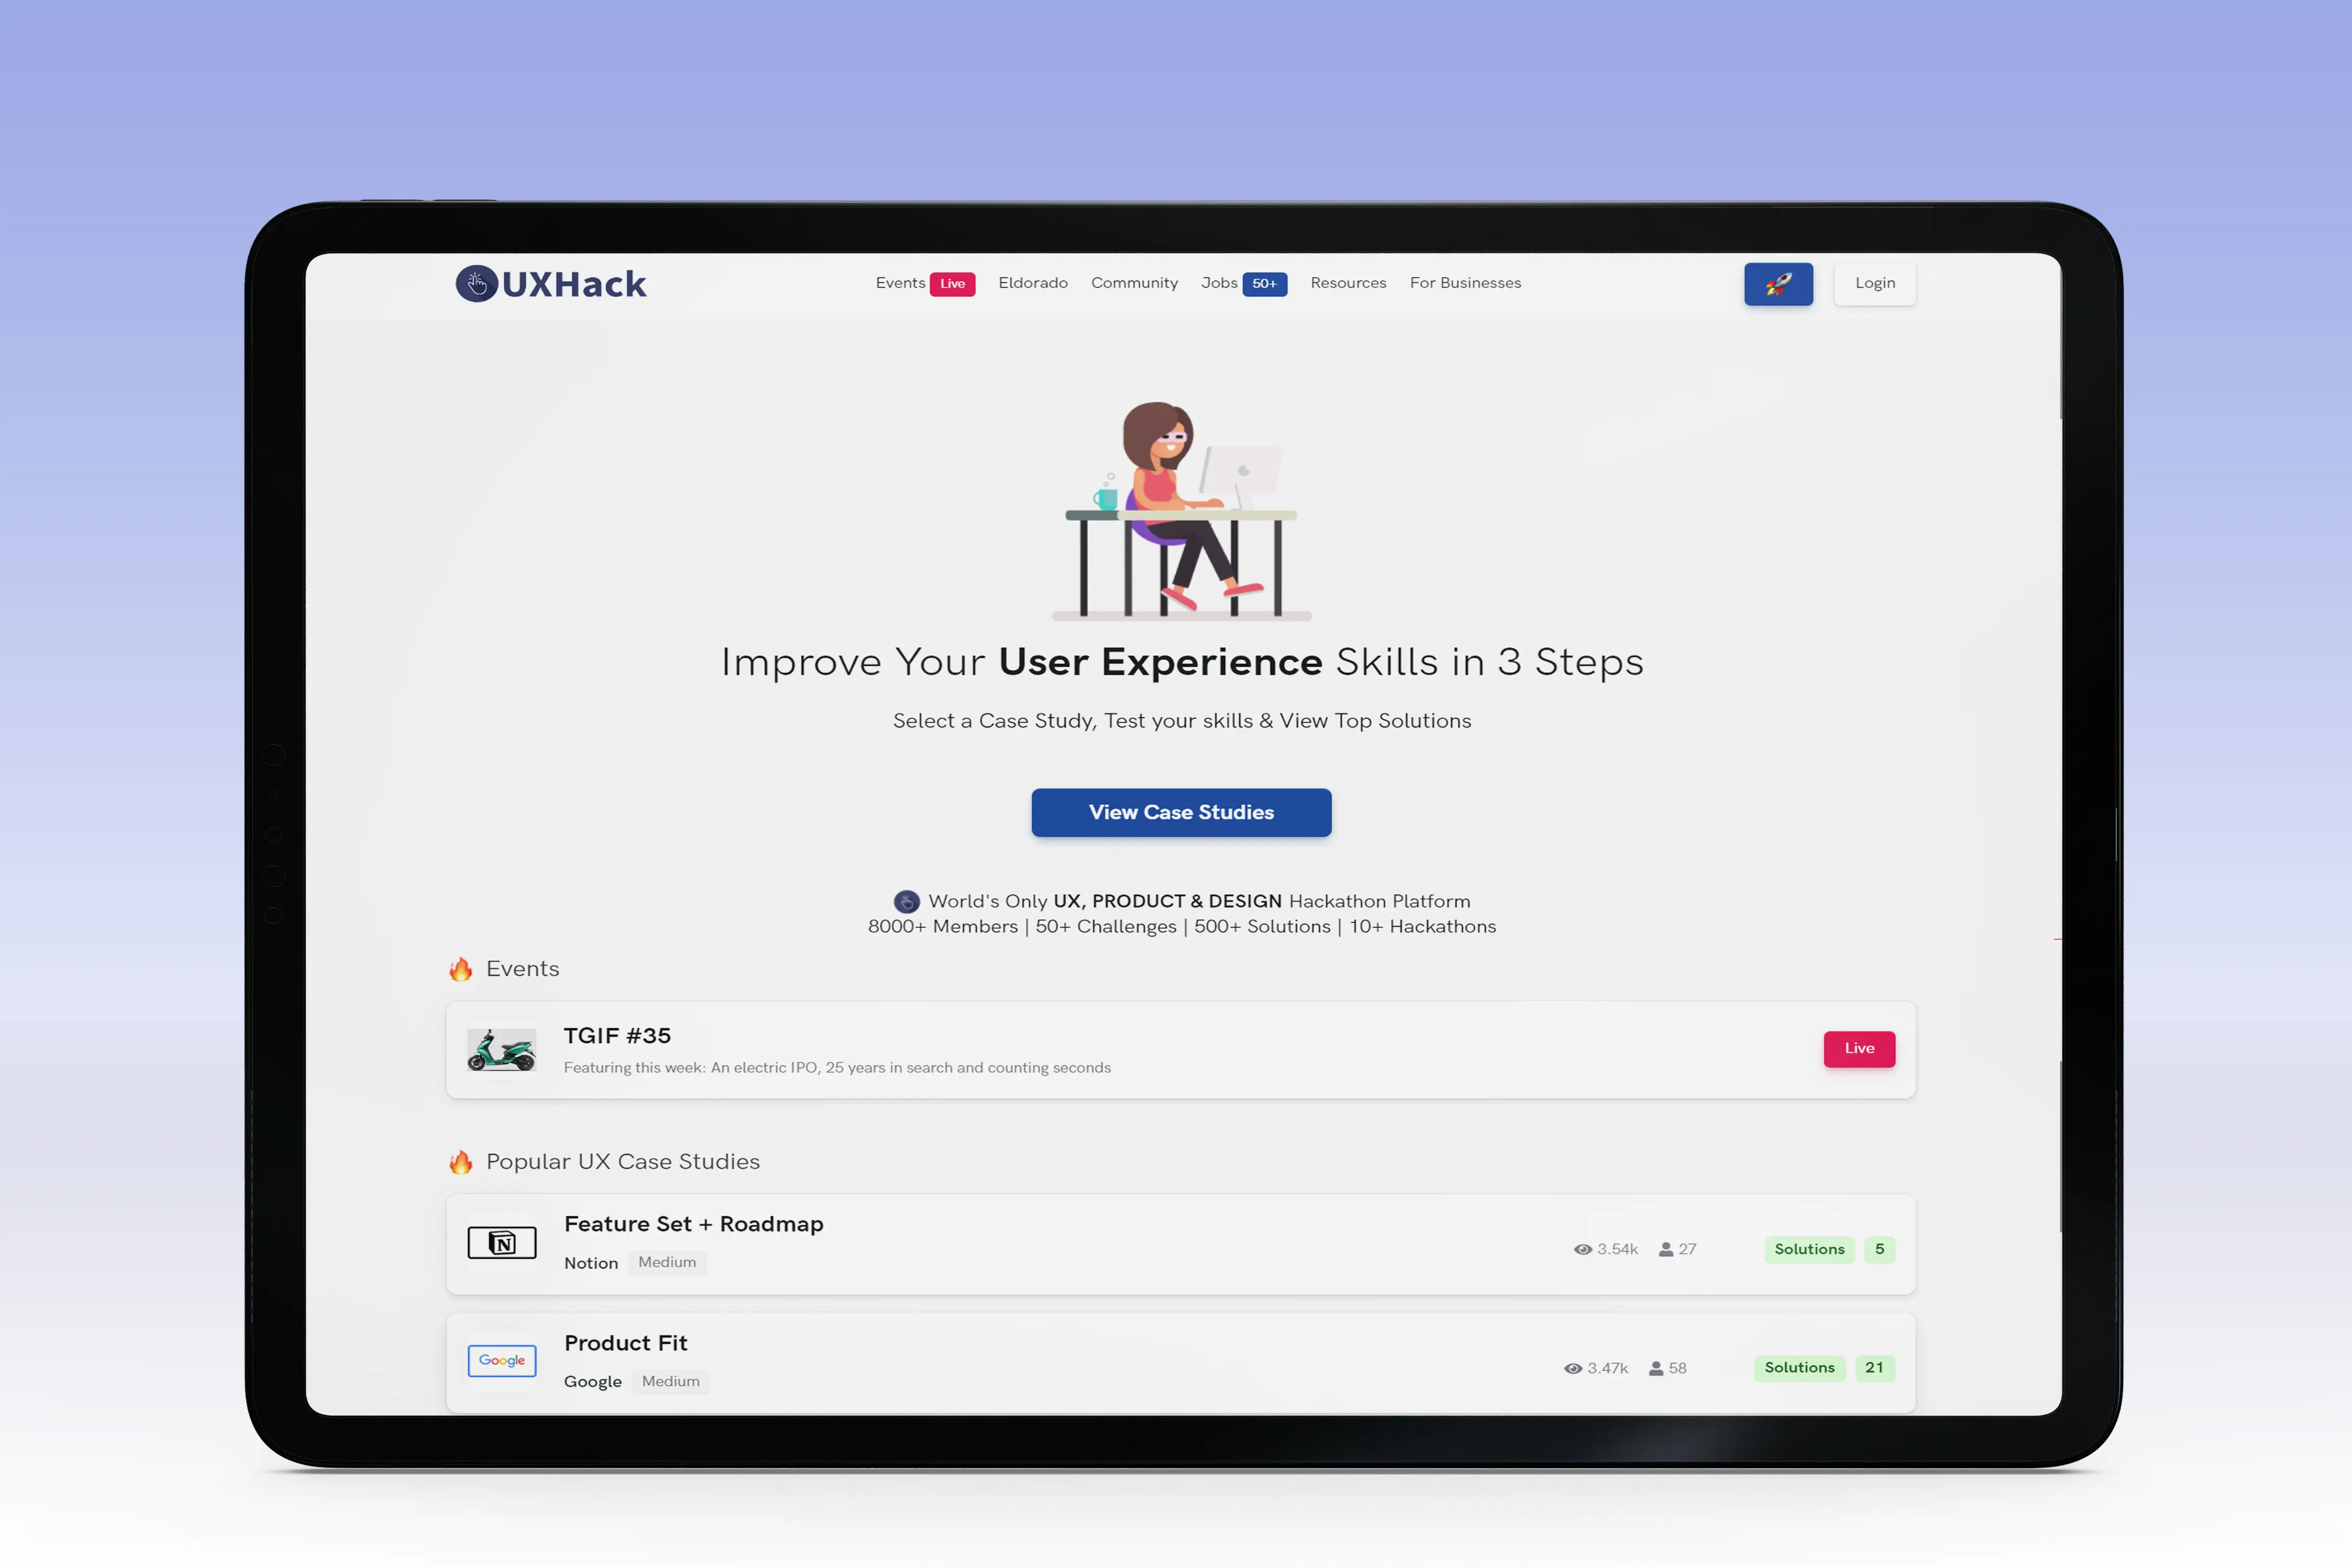 UXHack
Events Live Eldorado Community Jobs 50+ Resources For Businesses Login
Improve Your User Experience Skills in 3 Steps
Select a Case Study, Test your skills & View Top Solutions
View Case Studies
World's Only UX, PRODUCT & DESIGN Hackathon Platform
8000+ Members | 50+ Challenges | 500+ Solutions | 10+ Hackathons
Events
TGIF #35
Featuring this week: An electric IPO, 25 years in search and counting seconds
Live
Popular UX Case Studies
Feature Set + Roadmap
N
Notion Medium
3.54k 27 Solutions 5
Product Fit
Google
Google Medium
3.47k 58 Solutions 21